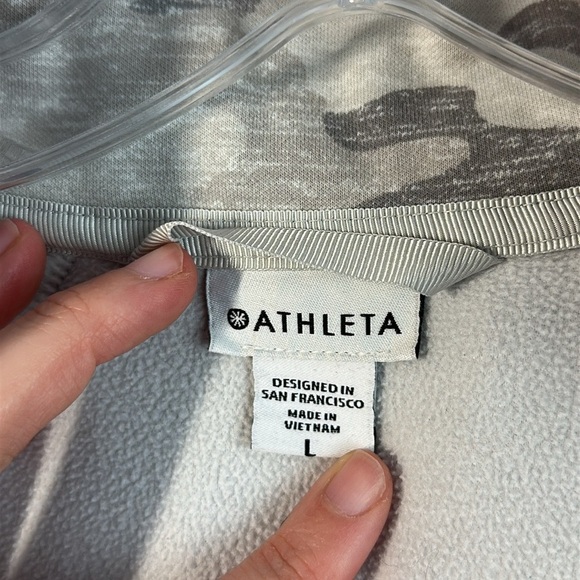 ATHLETA
DESIGNED IN
SAN FRANCISCO
MADE IN
VIETNAM
L